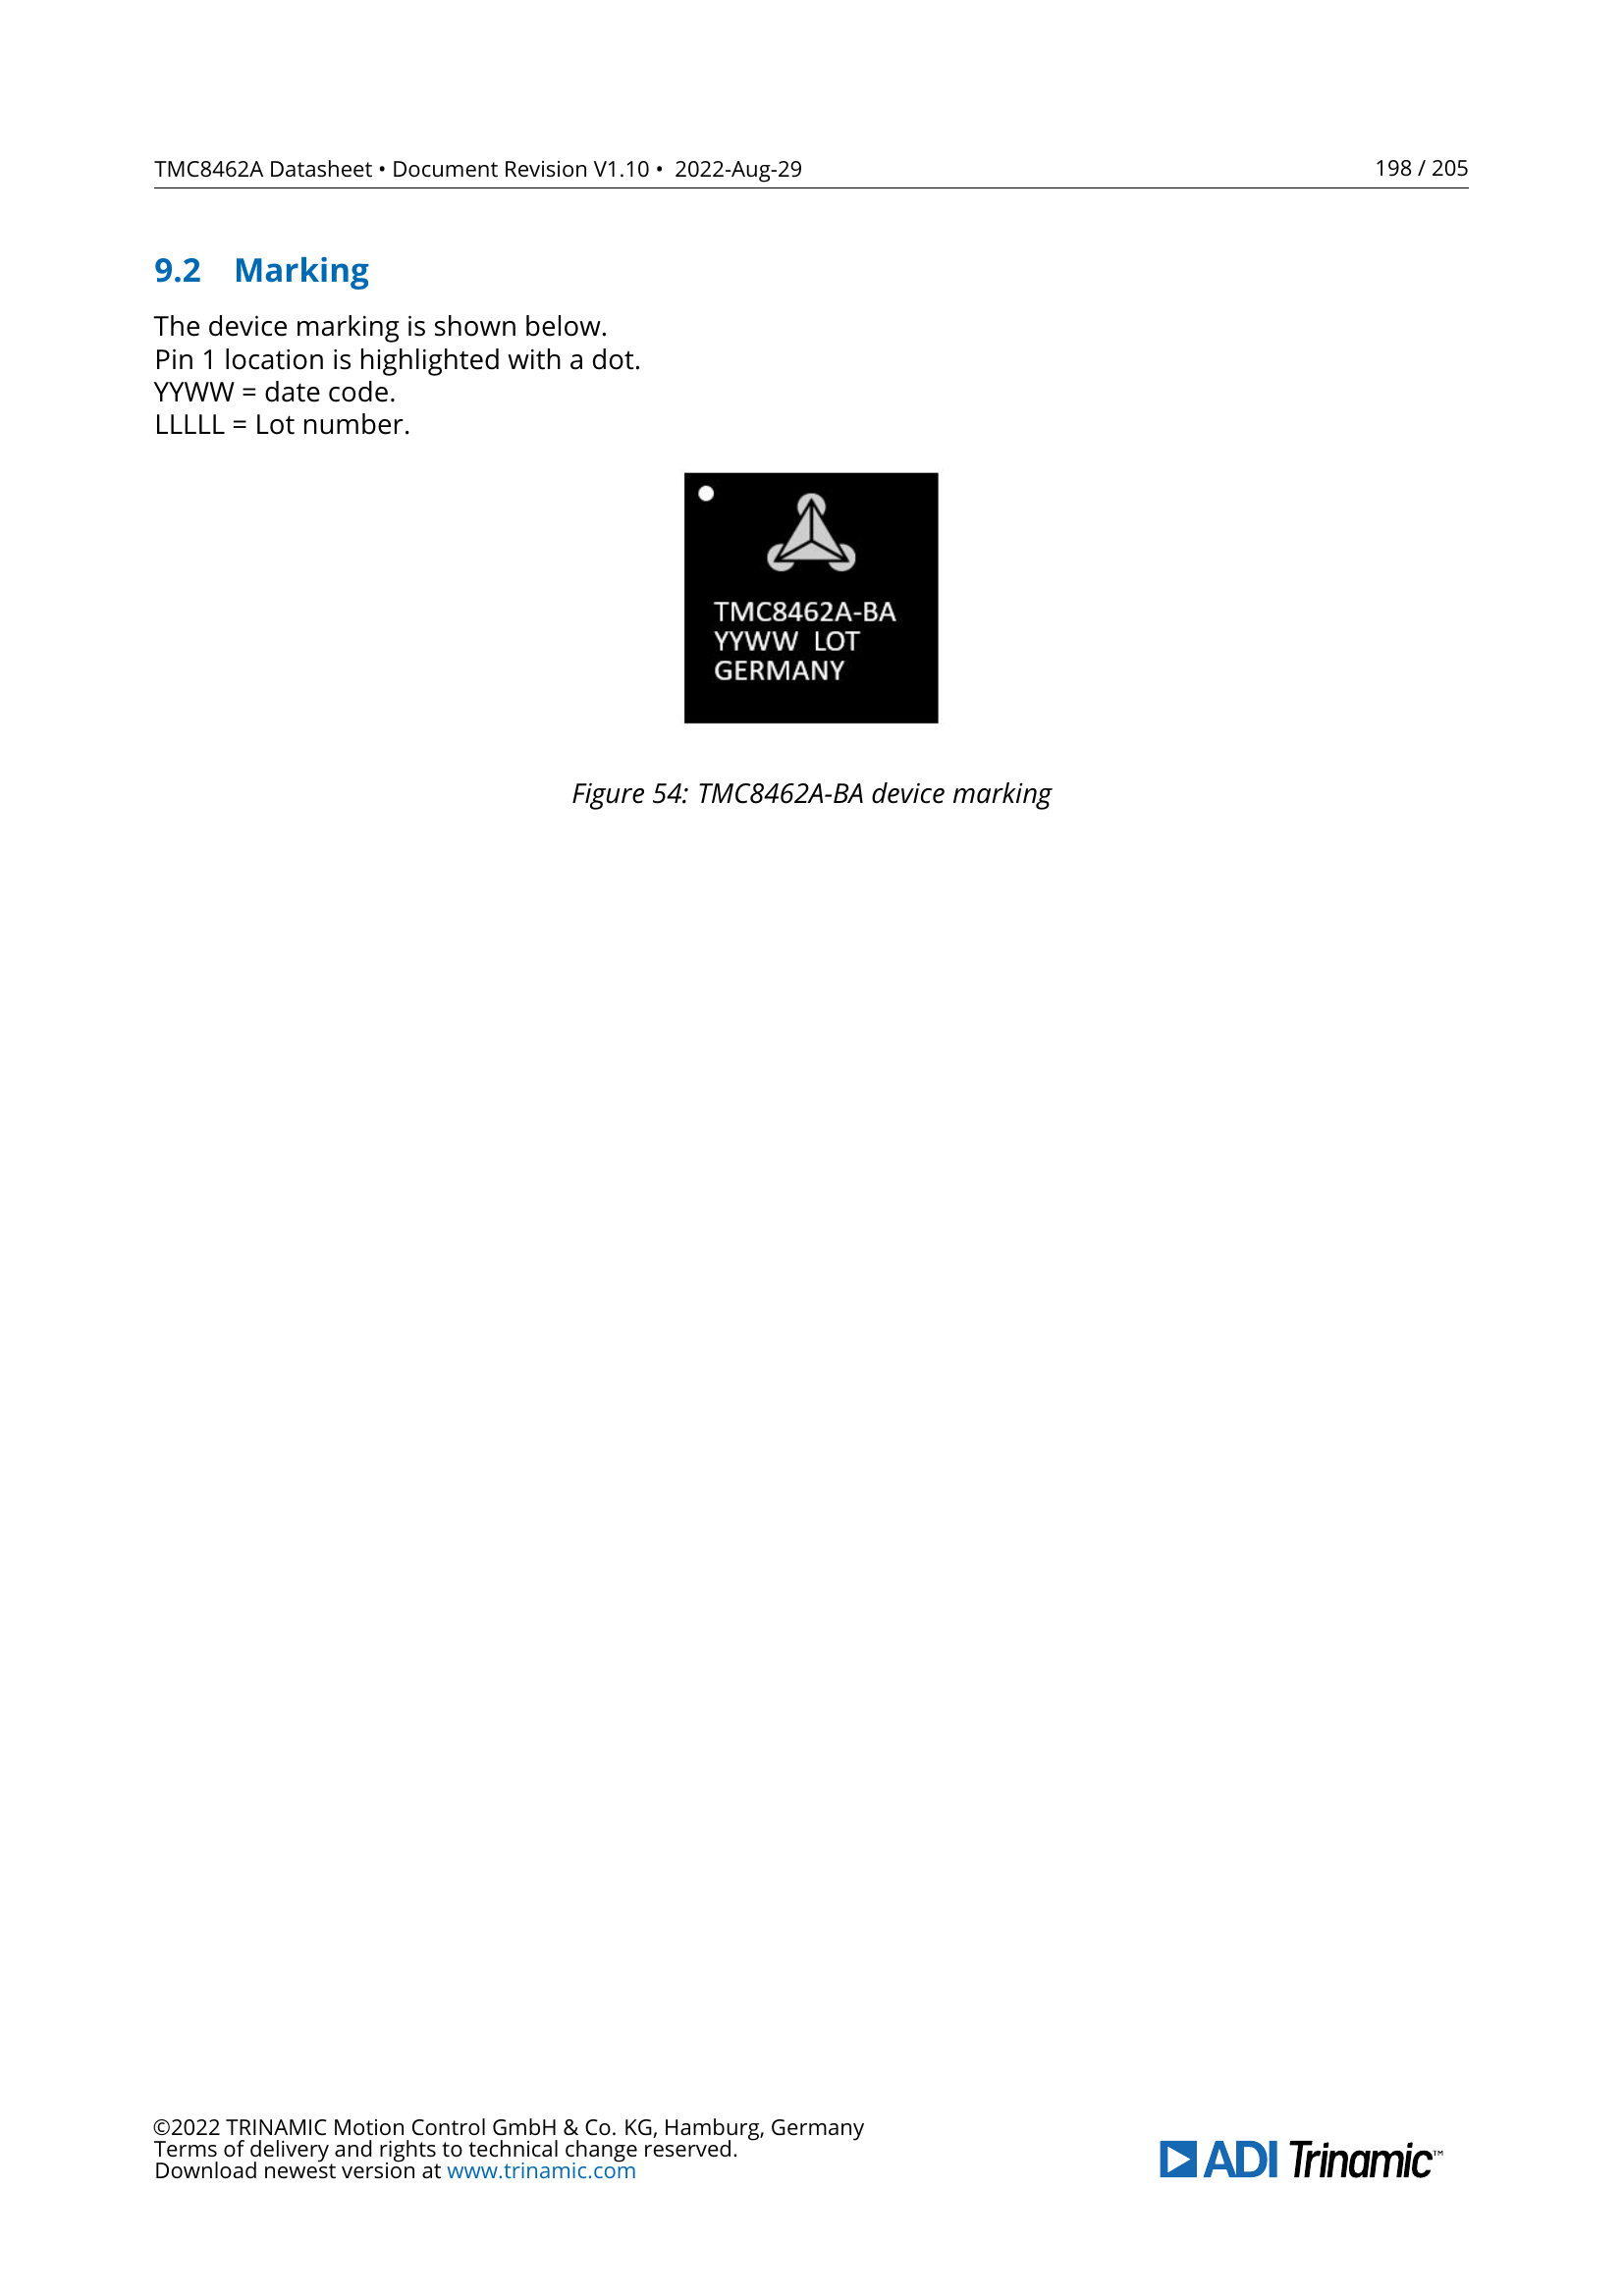 TMC8462A Datasheet • Document Revision V1.10 • 2022-Aug-29
198 / 205
9.2 Marking
The device marking is shown below.
Pin 1 location is highlighted with a dot.
YYWW = date code.
LLLLL = Lot number.
TMC8462A-BA
YYWW LOT
GERMANY
Figure 54: TMC8462A-BA device marking
©2022 TRINAMIC Motion Control GmbH & Co. KG, Hamburg, Germany
Terms of delivery and rights to technical change reserved.
Download newest version at www.trinamic.com
ADI Trinamic™